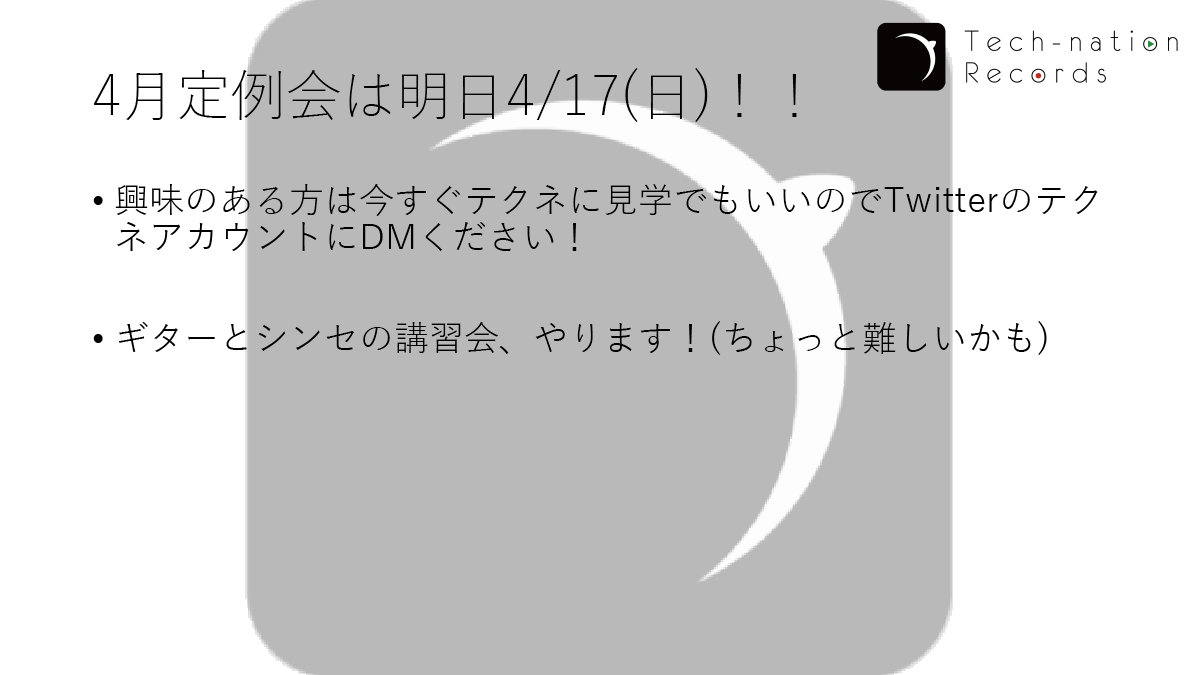 Tech-nation
Records
4月定例会は明日4/17(日)！！
• 興味のある方は今すぐテクネに見学でもいいのでTwitterのテク
ネアカウントにDMください！
• ギターとシンセの講習会、やります！(ちょっと難しいかも)